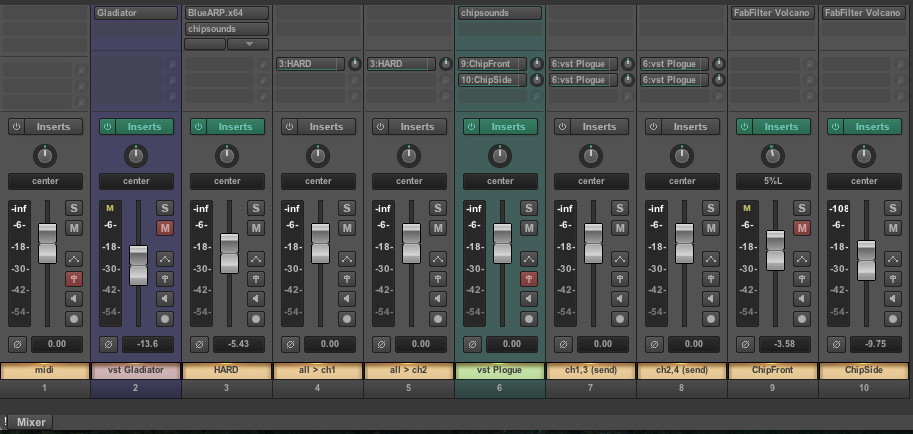 Gladiator BlueARP.x64 chipsounds FabFilter Volcano FabFilter Volcano
chipsounds
3:HARD 3:HARD 9:ChipFront 6:vst Plogue 6:vst Plogue
10:ChipSide 6:vst Plogue 6:vst Plogue
Inserts Inserts Inserts Inserts Inserts Inserts Inserts Inserts Inserts Inserts
center center center center center center center center 5%L center
-inf S M S -inf S -inf S -inf S -inf S -inf S -inf S M S -108 S
-6- M -6- M -6- M -6- M -6- M -6- M -6- M -6- M -6- M -6- M
-18- -18- -18- -18- -18- -18- -18- -18- -18- -18-
-30- -30- -30- -30- -30- -30- -30- -30- -30- -30-
-42- -42- -42- -42- -42- -42- -42- -42- -42- -42-
-54- -54- -54- -54- -54- -54- -54- -54- -54- -54-
0.00 -13.6 -5.43 0.00 0.00 0.00 0.00 0.00 -3.58 -9.75
midi vst Gladiator HARD all > ch1 all > ch2 vst Plogue ch1,3 (send) ch2,4 (send) ChipFront ChipSide
1 2 3 4 5 6 7 8 9 10
! Mixer